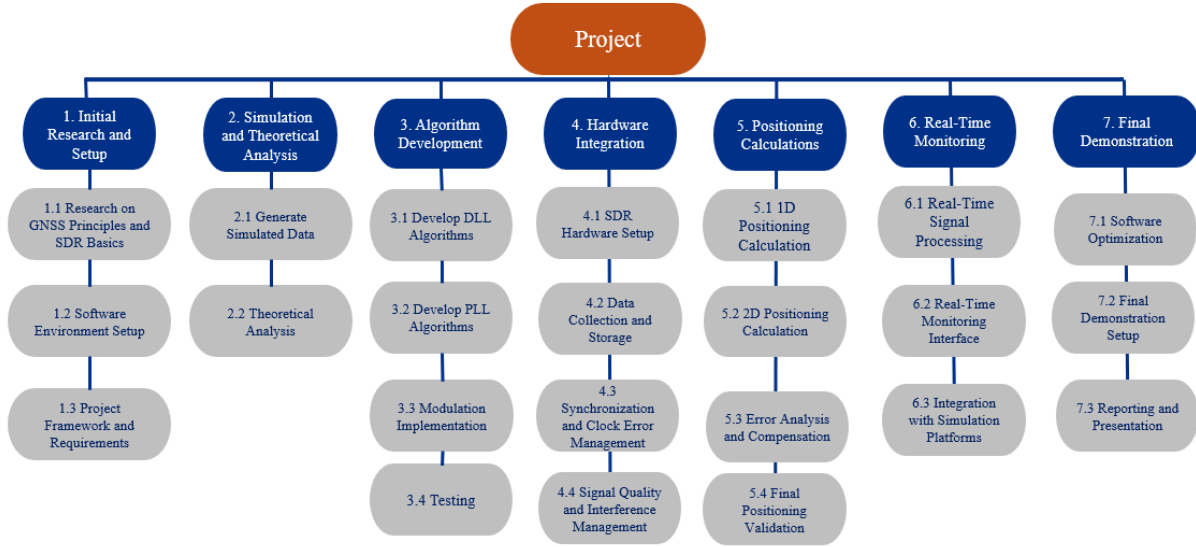 Project
1. Initial
Research and
Setup
2. Simulation
and Theoretical
Analysis
3. Algorithm
Development
4. Hardware
Integration
5. Positioning
Calculations
6. Real-Time
Monitoring
7. Final
Demonstration
1.1 Research on
GNSS Principles and
SDR Basics
1.2 Software
Environment Setup
1.3 Project
Framework and
Requirements
2.1 Generate
Simulated Data
2.2 Theoretical
Analysis
3.1 Develop DLL
Algorithms
3.2 Develop PLL
Algorithms
3.3 Modulation
Implementation
3.4 Testing
4.1 SDR
Hardware Setup
4.2 Data
Collection and
Storage
4.3
Synchronization
and Clock Error
Management
4.4 Signal Quality
and Interference
Management
5.1 1D
Positioning
Calculation
5.2 2D Positioning
Calculation
5.3 Error Analysis
and Compensation
5.4 Final
Positioning
Validation
6.1 Real-Time
Signal
Processing
6.2 Real-Time
Monitoring
Interface
6.3 Integration
with Simulation
Platforms
7.1 Software
Optimization
7.2 Final
Demonstration
Setup
7.3 Reporting and
Presentation